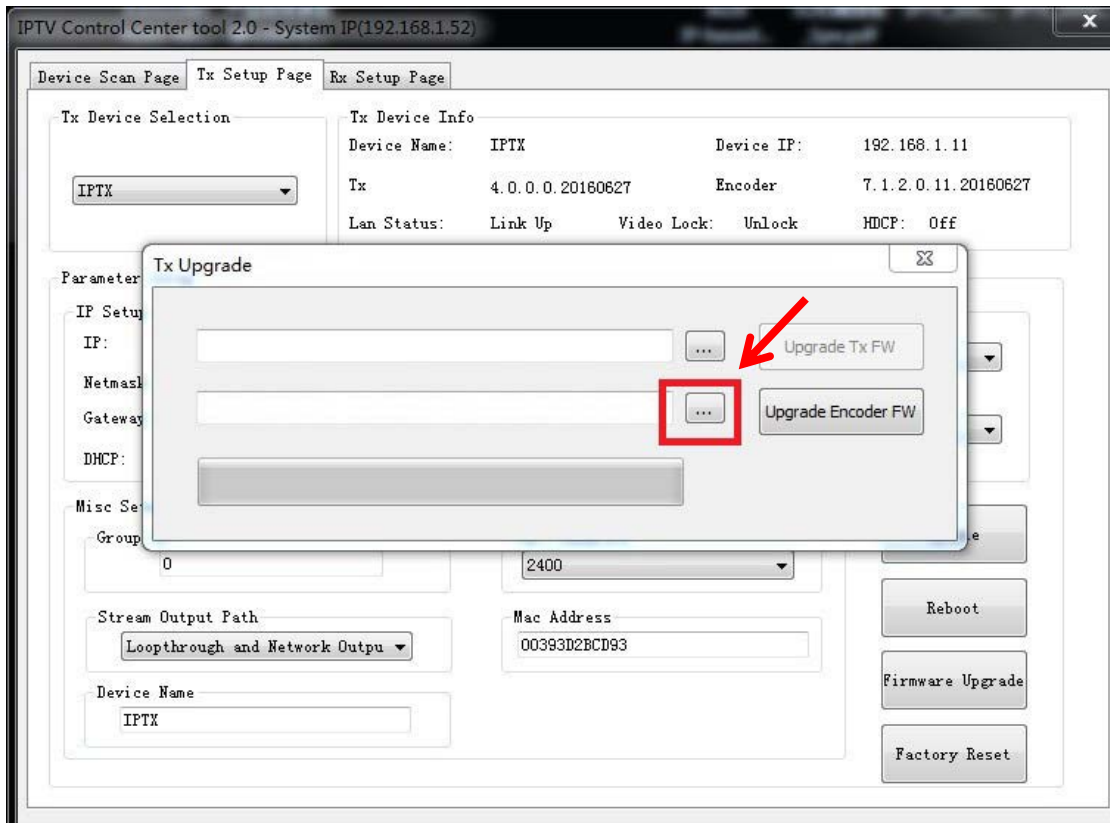 IPTV Control Center tool 2.0 - System IP(192.168.1.52)
Device Scan Page Tx Setup Page Rx Setup Page
Tx Device Selection
IPTX
Tx Device Info
Device Name: IPTX Device IP: 192.168.1.11
Tx 4.0.0.0.20160627 Encoder 7.1.2.0.11.20160627
Lan Status: Link Up Video Lock: Unlock HDCP: Off
Tx Upgrade
... Upgrade Tx FW
... Upgrade Encoder FW
Parameter
IP Setu
IP:
Netmas
Gateway
DHCP:
Misc Se
Group
0
2400
Stream Output Path
Loopthrough and Network Outpu
Mac Address
00393D2BCD93
Device Name
IPTX
Reboot
Firmware Upgrade
Factory Reset